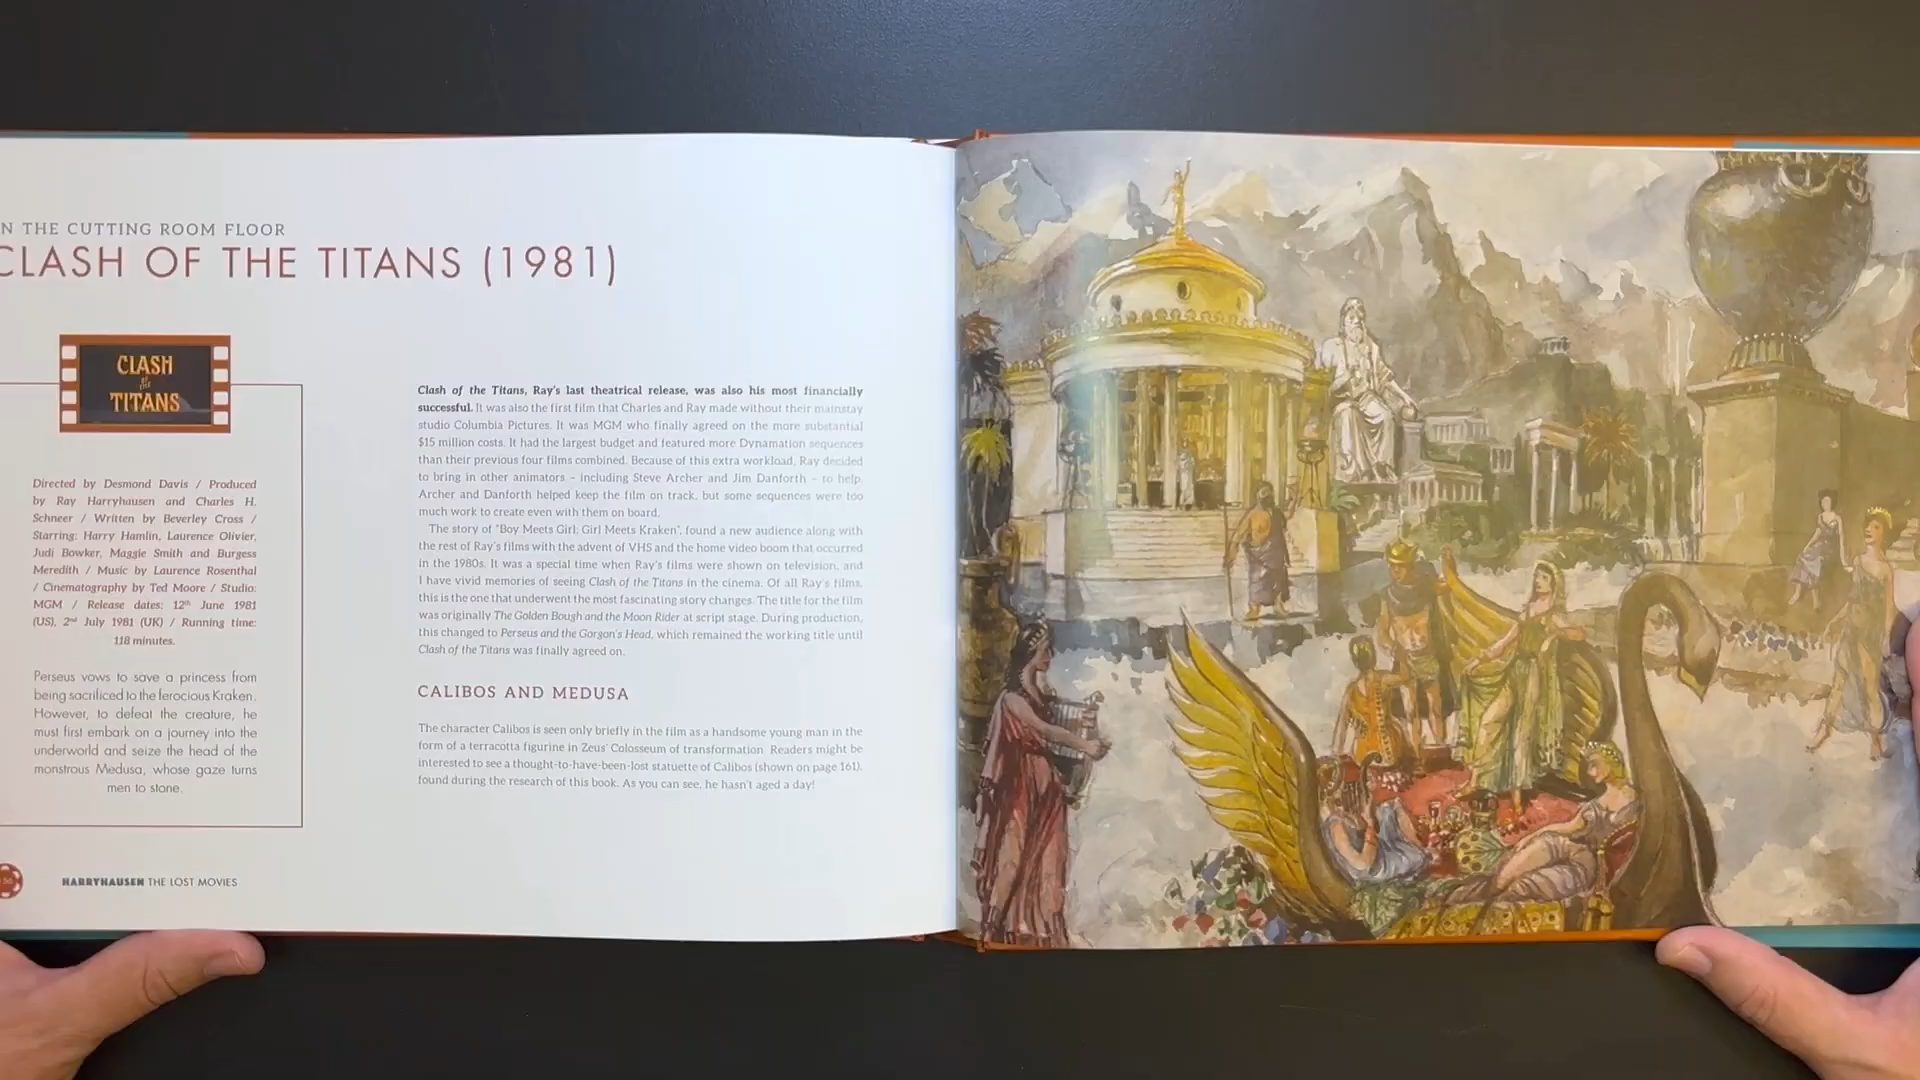 N THE CUTTING ROOM FLOOR
CLASH OF THE TITANS (1981)
CLASH
of the
TITANS
Directed by Desmond Davis / Produced
by Ray Harryhausen and Charles H.
Schneer / Written by Beverley Cross /
Starring: Harry Hamlin, Laurence Olivier,
Judi Bowker, Maggie Smith and Burgess
Meredith / Music by Laurence Rosenthal
/ Cinematography by Ted Moore / Studio:
MGM / Release dates: 12th June 1981
(US), 2nd July 1981 (UK) / Running time:
118 minutes.
Perseus vows to save a princess from
being sacrificed to the ferocious Kraken.
However, to defeat the creature, he
must first embark on a journey into the
underworld and seize the head of the
monstrous Medusa, whose gaze turns
men to stone.
Clash of the Titans, Ray's last theatrical release, was also his most financially
successful. It was also the first film that Charles and Ray made without their mainstay
studio Columbia Pictures. It was MGM who finally agreed on the more substantial
$15 million costs. It had the largest budget and featured more Dynamation sequences
than their previous four films combined. Because of this extra workload, Ray decided
to bring in other animators – including Steve Archer and Jim Danforth – to help.
Archer and Danforth helped keep the film on track, but some sequences were too
much work to create even with them on board.
The story of "Boy Meets Girl; Girl Meets Kraken", found a new audience along with
the rest of Ray's films with the advent of VHS and the home video boom that occurred
in the 1980s. It was a special time when Ray's films were shown on television, and
I have vivid memories of seeing Clash of the Titans in the cinema. Of all Ray's films,
this is the one that underwent the most fascinating story changes. The title for the film
was originally The Golden Bough and the Moon Rider at script stage. During production,
this changed to Perseus and the Gorgon's Head, which remained the working title until
Clash of the Titans was finally agreed on.
CALIBOS AND MEDUSA
The character Calibos is seen only briefly in the film as a handsome young man in the
form of a terracotta figurine in Zeus' Colosseum of transformation. Readers might be
interested to see a thought-to-have-been-lost statuette of Calibos (shown on page 161),
found during the research of this book. As you can see, he hasn't aged a day!
HARRYHAUSEN THE LOST MOVIES